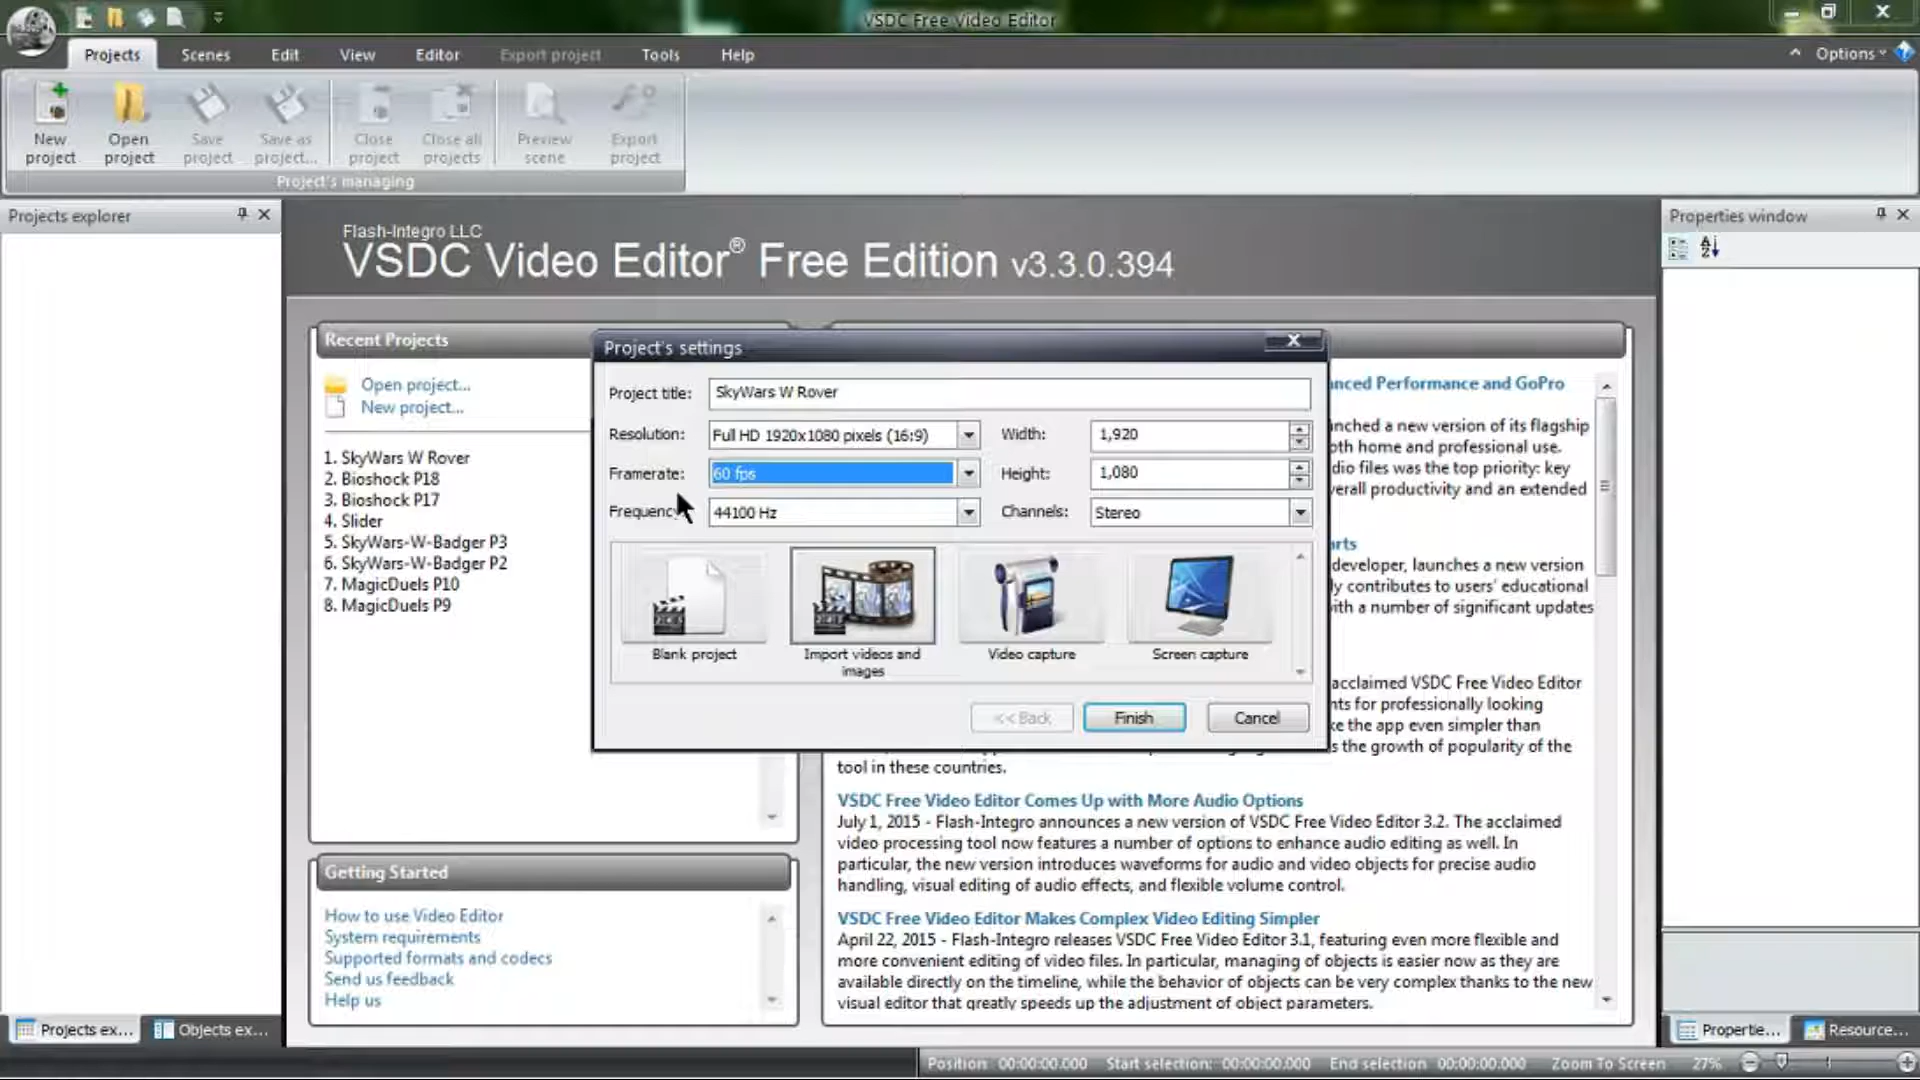 VSDC Free Video Editor
Projects Scenes Edit View Editor Export project Tools Help
Options
New project
Open project
Save project
Save as project...
Close project
Close all projects
Preview scene
Export project
Project's managing
Projects explorer
Properties window
Flash-Integro LLC
VSDC Video Editor® Free Edition v3.3.0.394
Recent Projects
Open project...
New project...
1. SkyWars W Rover
2. Bioshock P18
3. Bioshock P17
4. Slider
5. SkyWars-W-Badger P3
6. SkyWars-W-Badger P2
7. MagicDuels P10
8. MagicDuels P9
Project's settings
Project title: SkyWars W Rover
Resolution: Full HD 1920x1080 pixels (16:9) Width: 1,920
Framerate: 60 fps Height: 1,080
Frequency 44100 Hz Channels: Stereo
Blank project
Import videos and
images
Video capture
Screen capture
<< Back Finish Cancel
nced Performance and GoPro
nched a new version of its flagship
oth home and professional use.
dio files was the top priority: key
erall productivity and an extended
rts
developer, launches a new version
ly contributes to users' educational
ith a number of significant updates
acclaimed VSDC Free Video Editor
nts for professionally looking
ke the app even simpler than
s the growth of popularity of the
tool in these countries.
VSDC Free Video Editor Comes Up with More Audio Options
July 1, 2015 - Flash-Integro announces a new version of VSDC Free Video Editor 3.2. The acclaimed
video processing tool now features a number of options to enhance audio editing as well. In
particular, the new version introduces waveforms for audio and video objects for precise audio
handling, visual editing of audio effects, and flexible volume control.
VSDC Free Video Editor Makes Complex Video Editing Simpler
April 22, 2015 - Flash-Integro releases VSDC Free Video Editor 3.1, featuring even more flexible and
more convenient editing of video files. In particular, managing of objects is easier now as they are
available directly on the timeline, while the behavior of objects can be very complex thanks to the new
visual editor that greatly speeds up the adjustment of object parameters.
Getting Started
How to use Video Editor
System requirements
Supported formats and codecs
Send us feedback
Help us
Projects ex... Objects ex...
Propertie... Resource...
Position 00:00:00.000 Start selection: 00:00:00.000 End selection 00:00:00.000 Zoom To Screen 27%